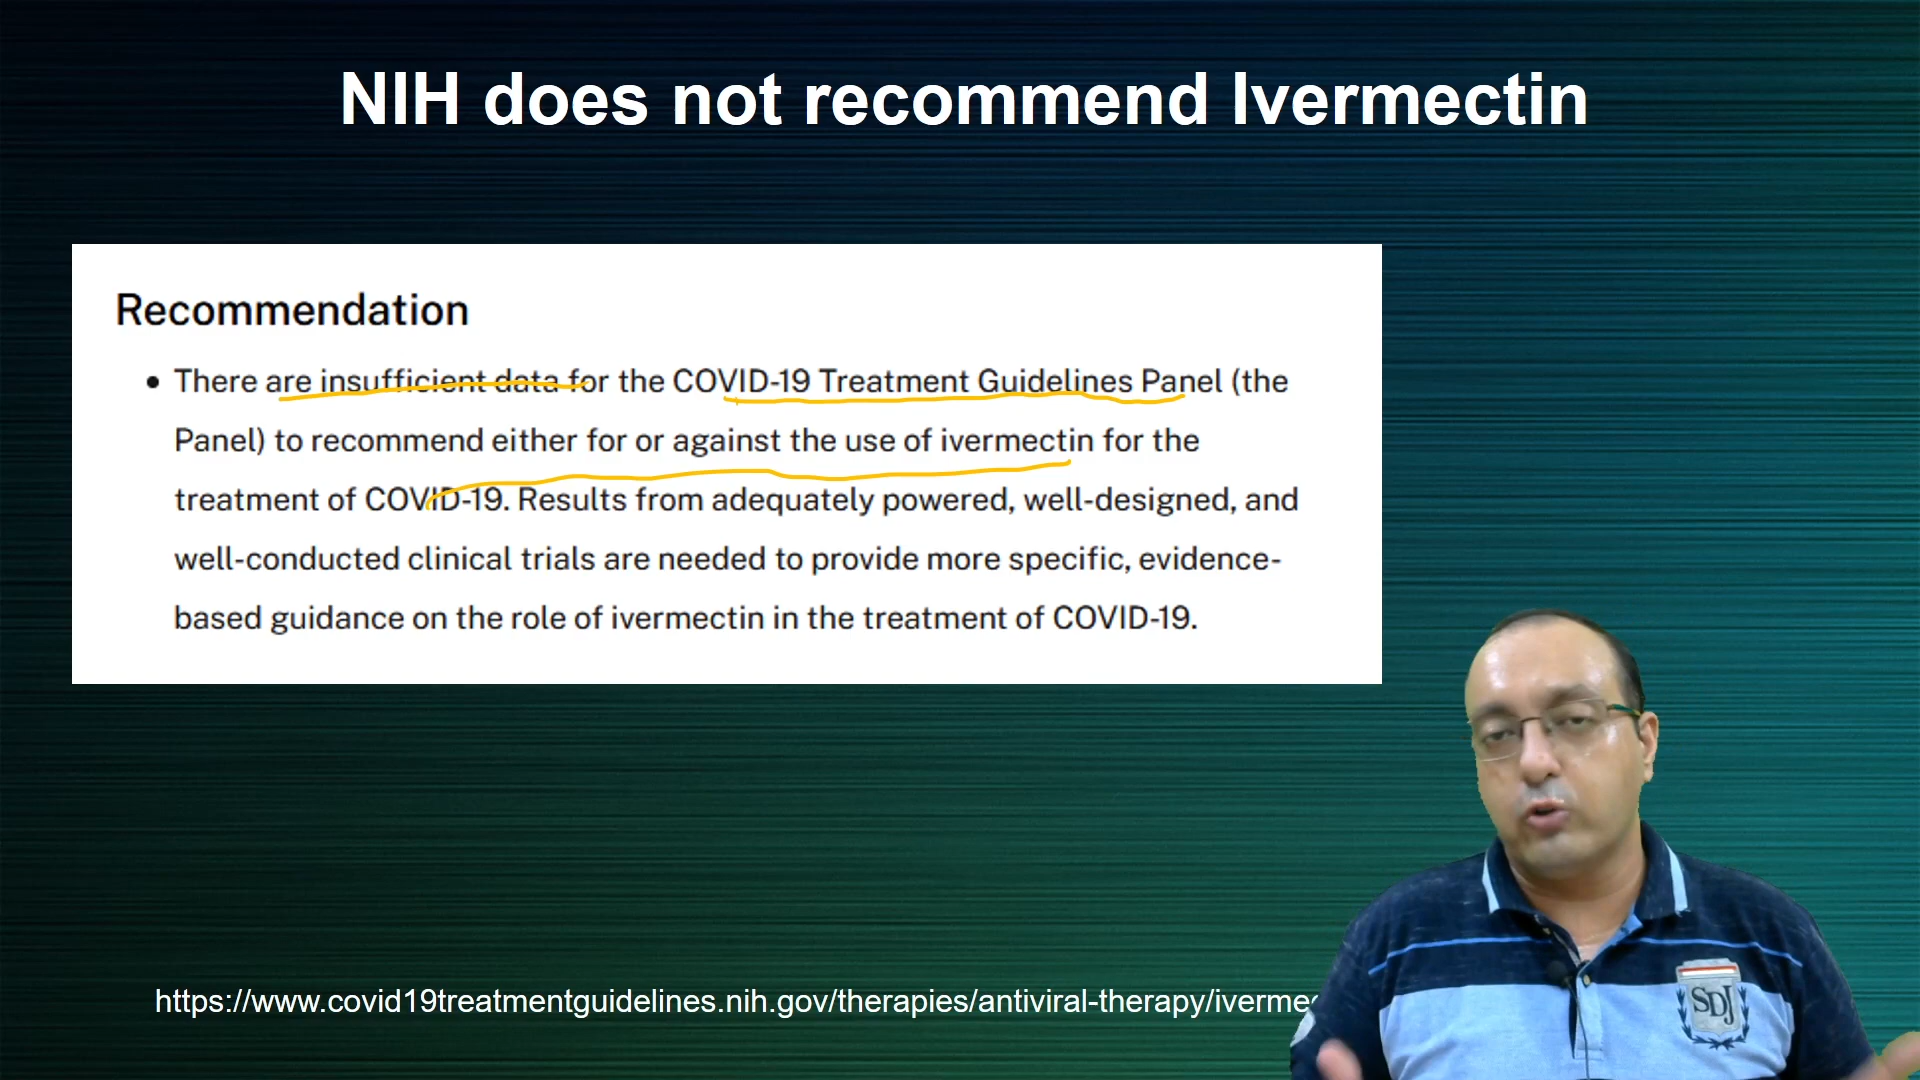 NIH does not recommend Ivermectin
Recommendation
• There are insufficient data for the COVID-19 Treatment Guidelines Panel (the
Panel) to recommend either for or against the use of ivermectin for the
treatment of COVID-19. Results from adequately powered, well-designed, and
well-conducted clinical trials are needed to provide more specific, evidence-
based guidance on the role of ivermectin in the treatment of COVID-19.
https://www.covid19treatmentguidelines.nih.gov/therapies/antiviral-therapy/iverme
SDJ